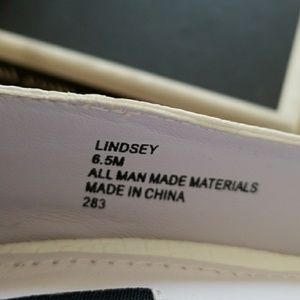 LINDSEY
6.5M
ALL MAN MADE MATERIALS
MADE IN CHINA
283